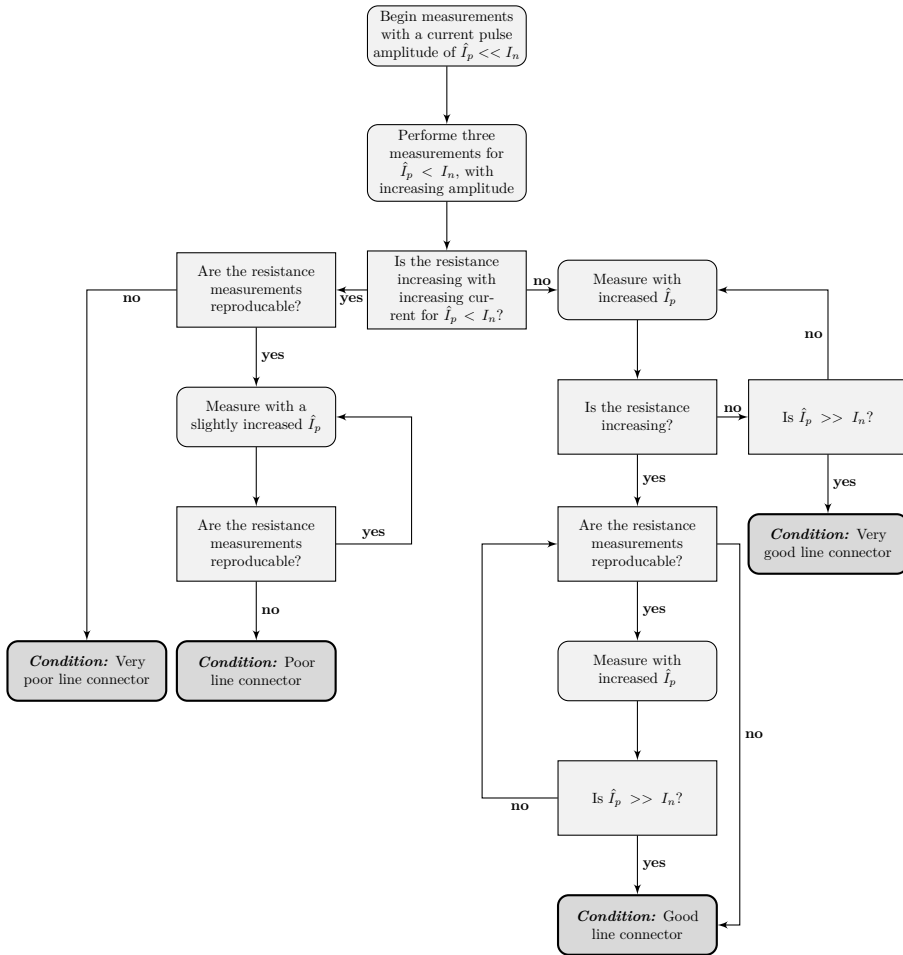 Begin measurements
with a current pulse
amplitude of Î_p << I_n
Performe three
measurements for
Î_p < I_n, with
increasing amplitude
Is the resistance
increasing with
increasing cur-
rent for Î_p < I_n?
yes
no
Are the resistance
measurements
reproducable?
no
yes
Measure with a
slightly increased Î_p
Are the resistance
measurements
reproducable?
yes
no
Condition: Very
poor line connector
Condition: Poor
line connector
Measure with
increased Î_p
Is the resistance
increasing?
no
yes
Is Î_p >> I_n?
no
yes
Condition: Very
good line connector
Are the resistance
measurements
reproducable?
yes
no
Measure with
increased Î_p
Is Î_p >> I_n?
no
yes
Condition: Good
line connector